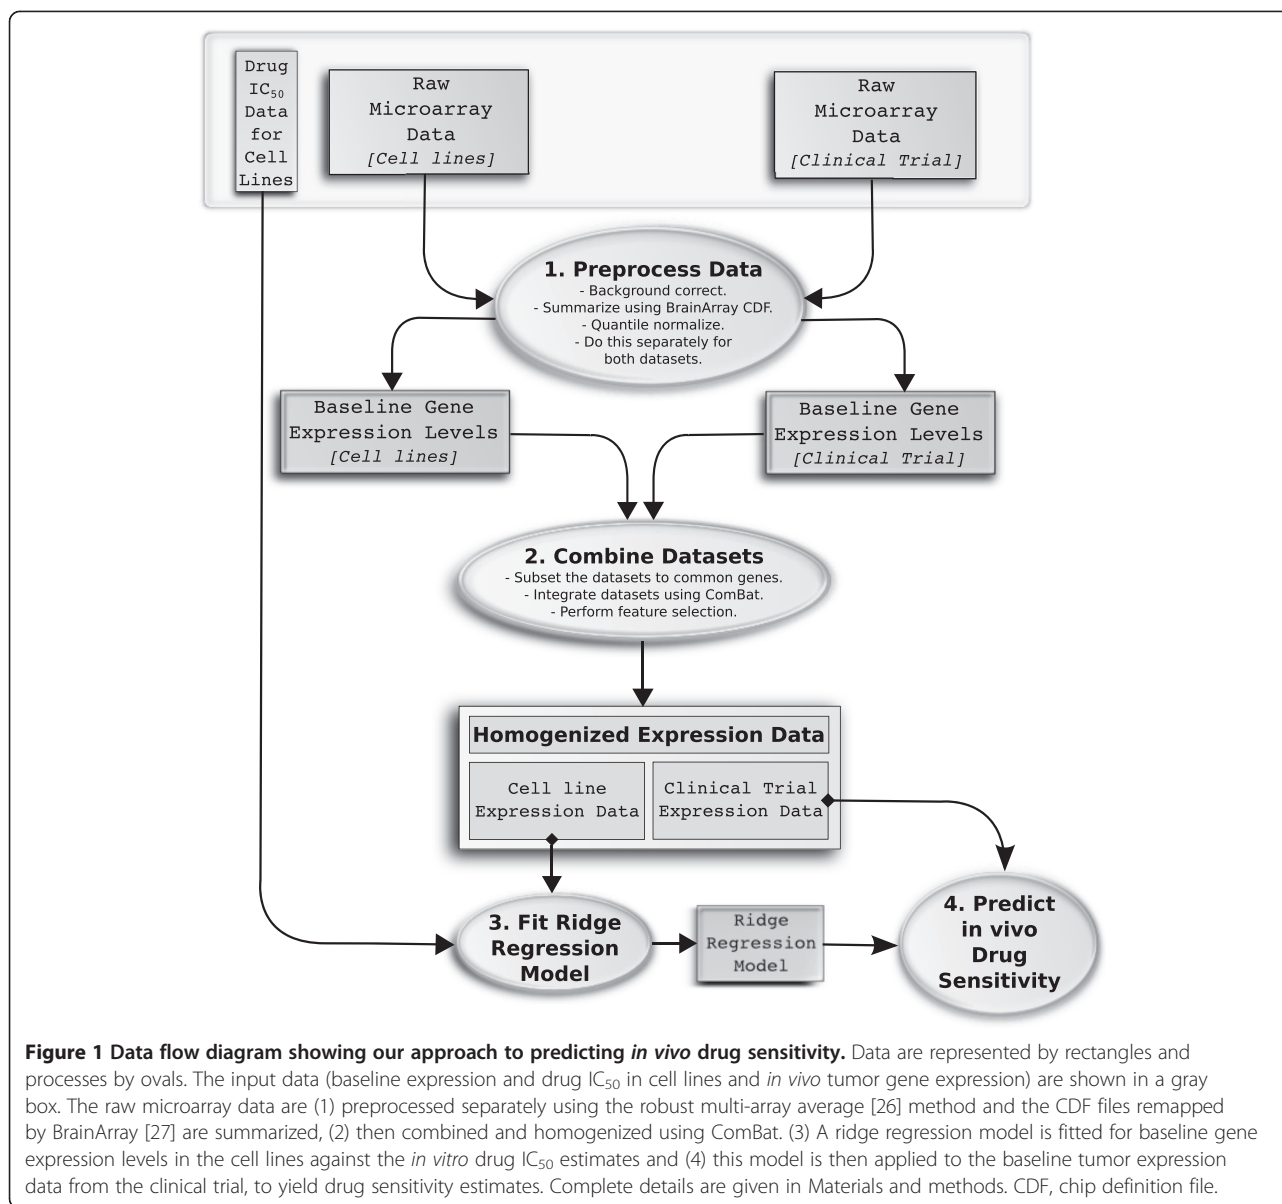 Drug
IC50
Data
for
Cell
Lines
Raw
Microarray
Data
[Cell lines]
Raw
Microarray
Data
[Clinical Trial]
1. Preprocess Data
- Background correct.
- Summarize using BrainArray CDF.
- Quantile normalize.
- Do this separately for
both datasets.
Baseline Gene
Expression Levels
[Cell lines]
Baseline Gene
Expression Levels
[Clinical Trial]
2. Combine Datasets
- Subset the datasets to common genes.
- Integrate datasets using ComBat.
- Perform feature selection.
Homogenized Expression Data
Cell line
Expression Data
Clinical Trial
Expression Data
3. Fit Ridge
Regression
Model
Ridge
Regression
Model
4. Predict
in vivo
Drug
Sensitivity
Figure 1 Data flow diagram showing our approach to predicting in vivo drug sensitivity. Data are represented by rectangles and
processes by ovals. The input data (baseline expression and drug IC50 in cell lines and in vivo tumor gene expression) are shown in a gray
box. The raw microarray data are (1) preprocessed separately using the robust multi-array average [26] method and the CDF files remapped
by BrainArray [27] are summarized, (2) then combined and homogenized using ComBat. (3) A ridge regression model is fitted for baseline gene
expression levels in the cell lines against the in vitro drug IC50 estimates and (4) this model is then applied to the baseline tumor expression
data from the clinical trial, to yield drug sensitivity estimates. Complete details are given in Materials and methods. CDF, chip definition file.